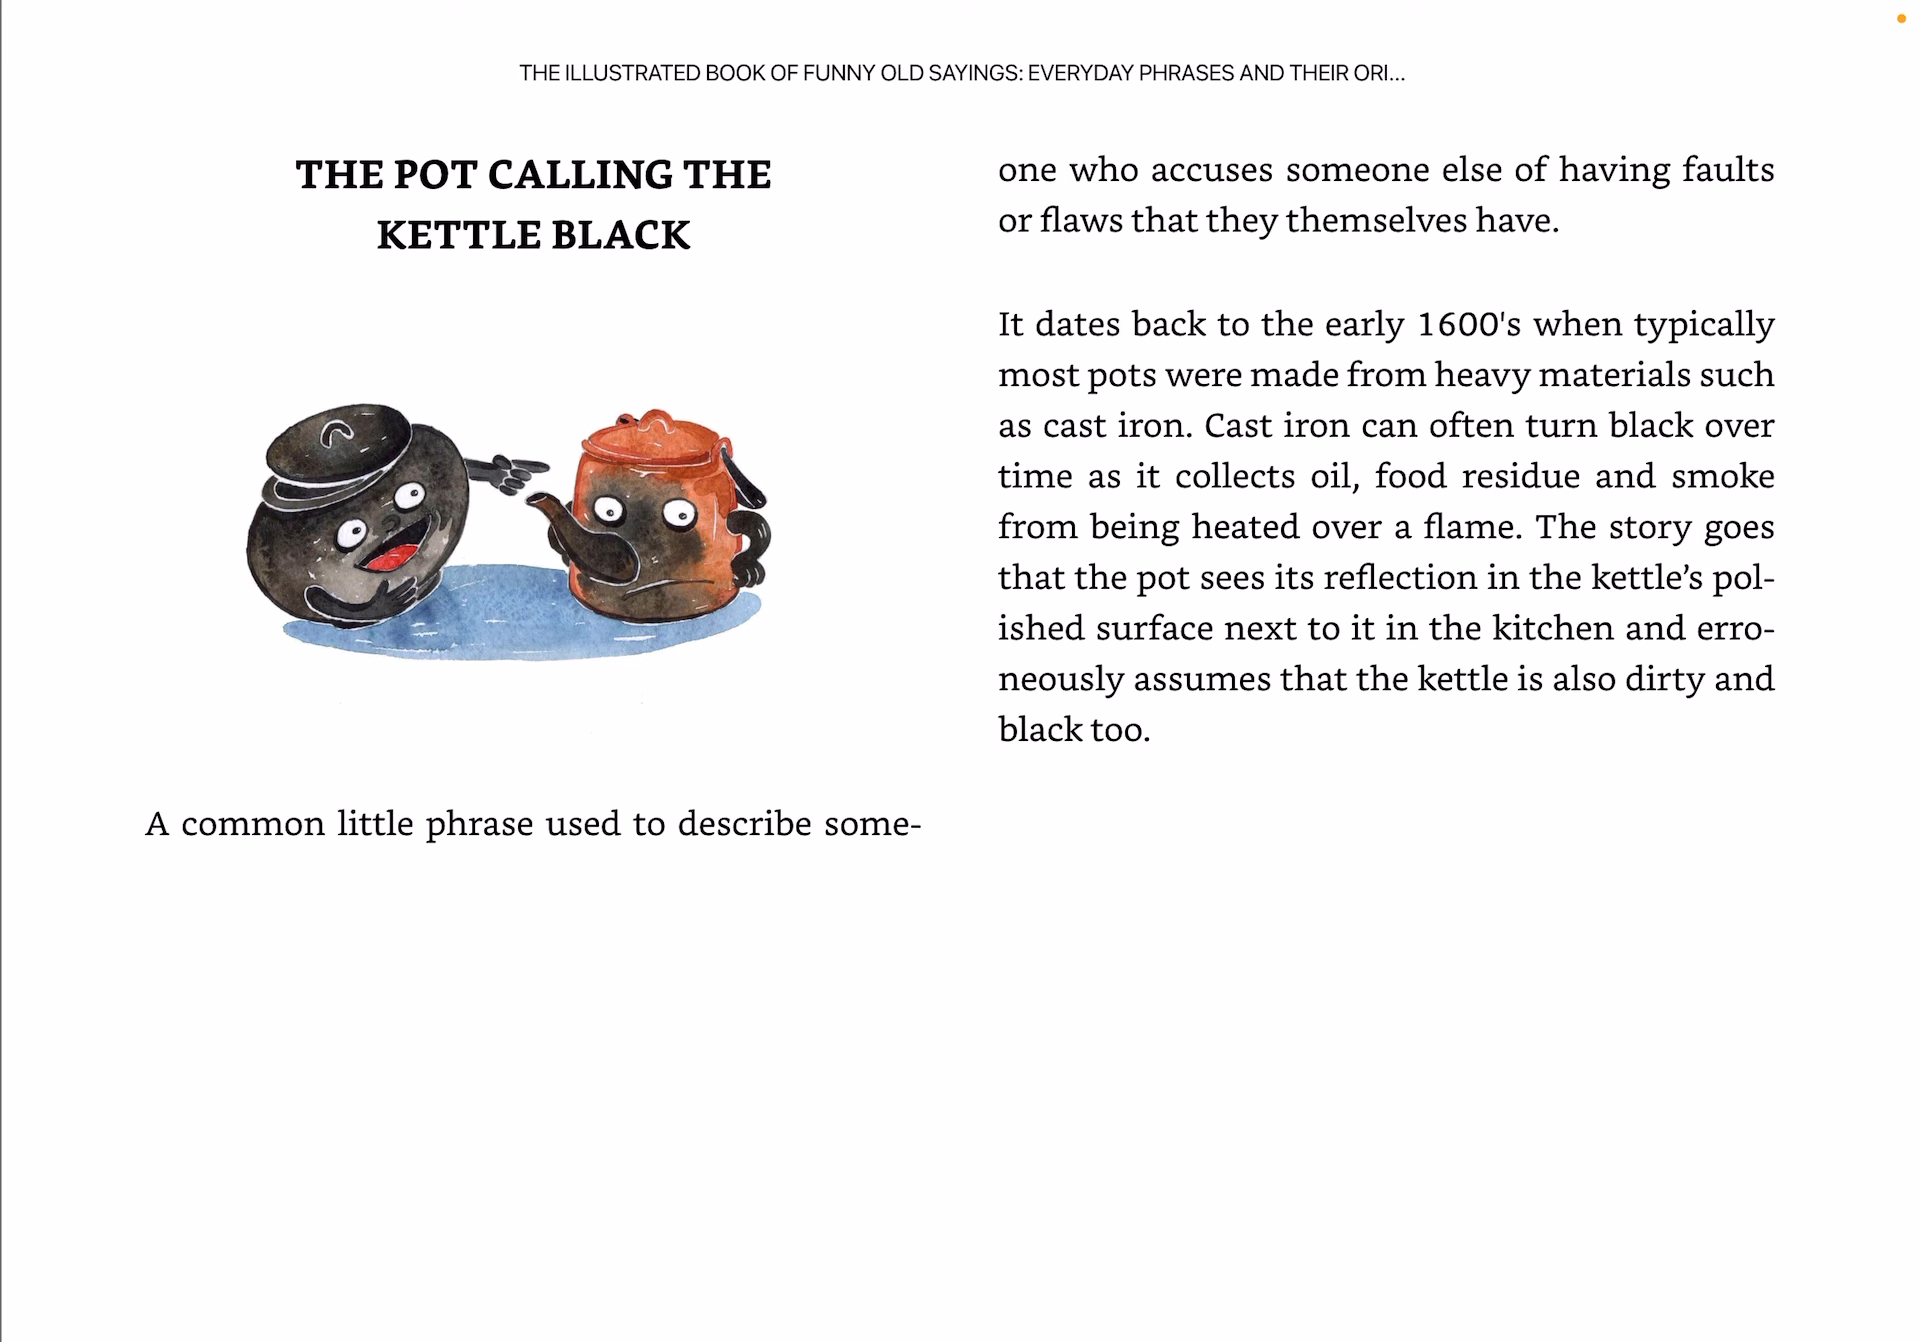 THE ILLUSTRATED BOOK OF FUNNY OLD SAYINGS: EVERYDAY PHRASES AND THEIR ORI...
THE POT CALLING THE
KETTLE BLACK
A common little phrase used to describe some-
one who accuses someone else of having faults
or flaws that they themselves have.
It dates back to the early 1600's when typically
most pots were made from heavy materials such
as cast iron. Cast iron can often turn black over
time as it collects oil, food residue and smoke
from being heated over a flame. The story goes
that the pot sees its reflection in the kettle’s pol-
ished surface next to it in the kitchen and erro-
neously assumes that the kettle is also dirty and
black too.